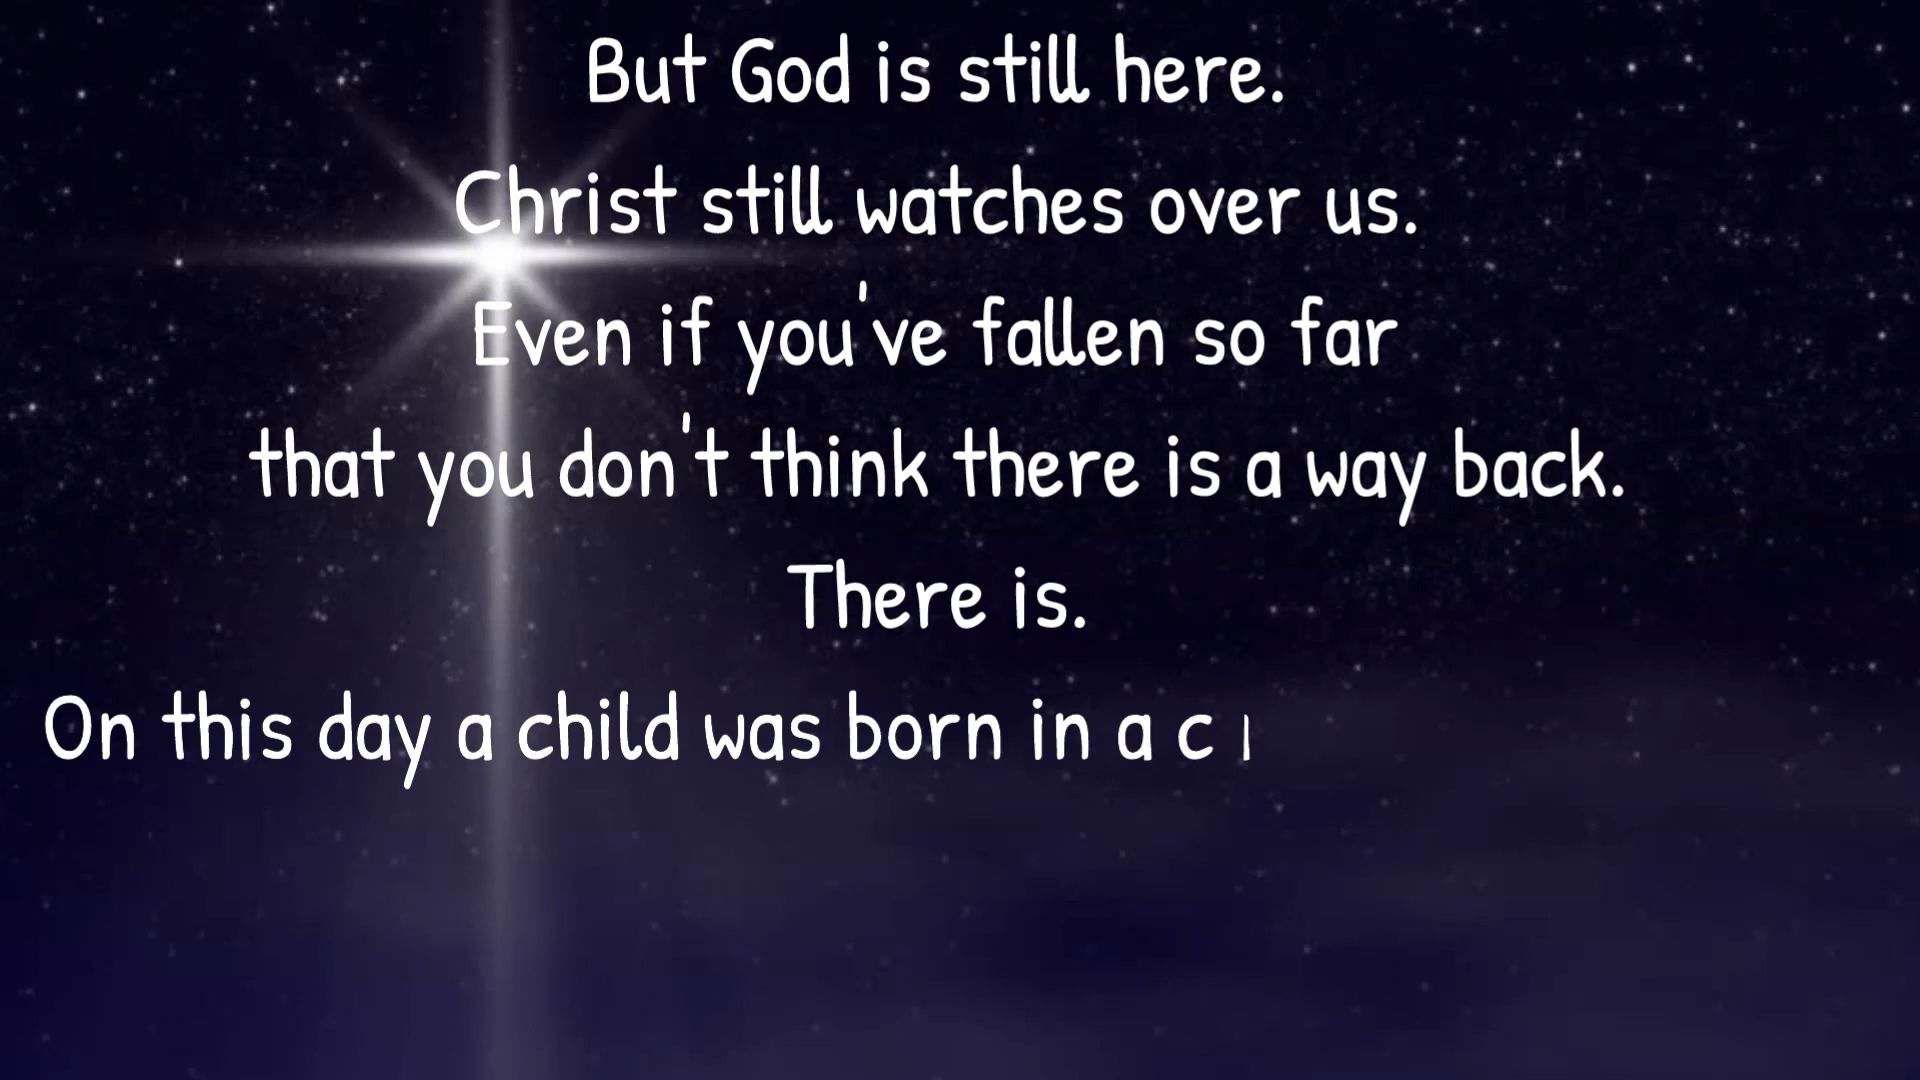 But God is still here.
Christ still watches over us.
Even if you've fallen so far
that you don't think there is a way back.
There is.
On this day a child was born in a c